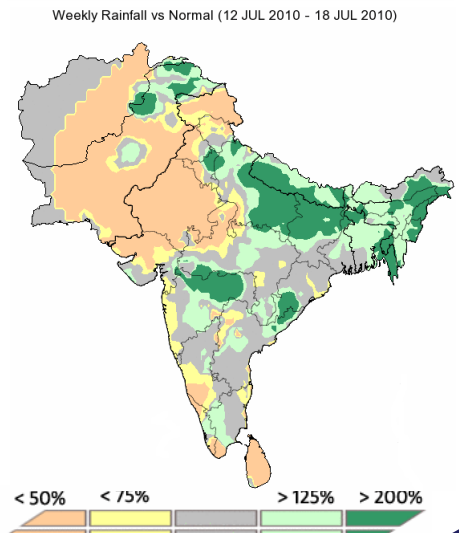 Weekly Rainfall vs Normal (12 JUL 2010 - 18 JUL 2010)
< 50% < 75% > 125% > 200%